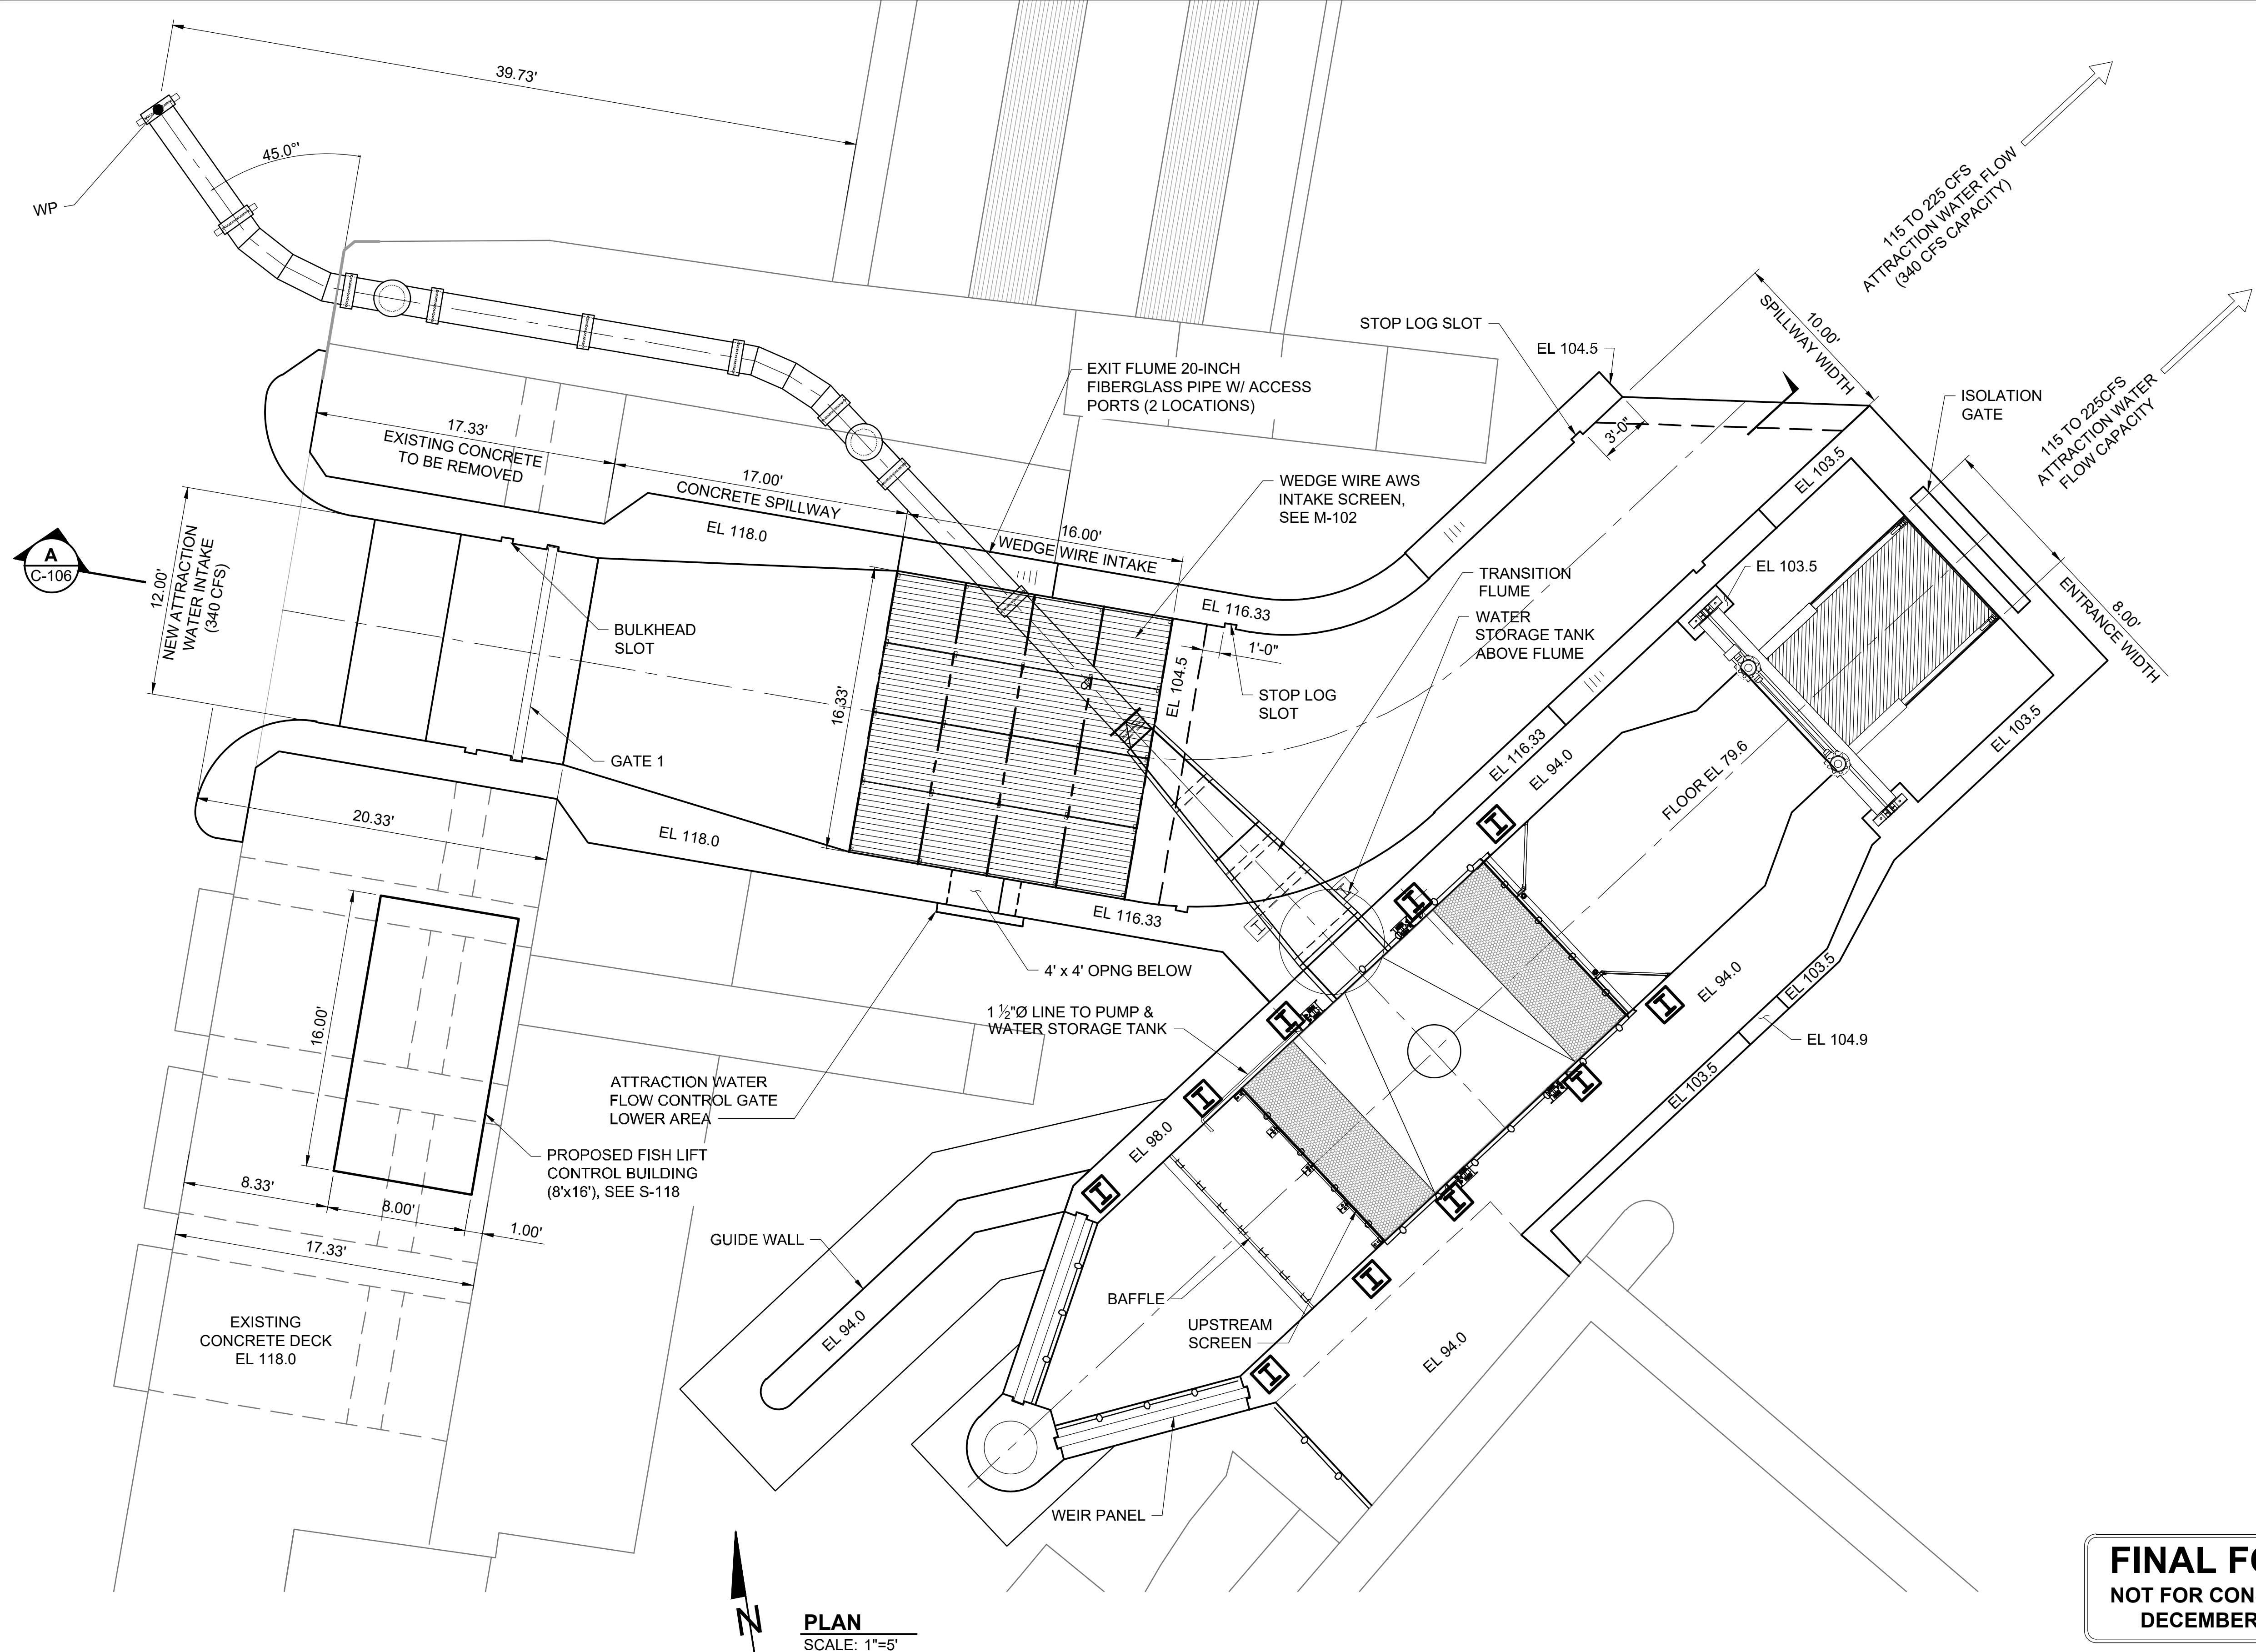 39.73'
45.0°'
WP
115 TO 225 CFS
ATTRACTION WATER FLOW
(340 CFS CAPACITY)
115 TO 225CFS
ATTRACTION WATER
FLOW CAPACITY
10.00'
SPILLWAY WIDTH
STOP LOG SLOT
EL 104.5
3'-0"
ISOLATION
GATE
EXIT FLUME 20-INCH
FIBERGLASS PIPE W/ ACCESS
PORTS (2 LOCATIONS)
17.33'
EXISTING CONCRETE
TO BE REMOVED
17.00'
CONCRETE SPILLWAY
EL 118.0
16.00'
WEDGE WIRE INTAKE
WEDGE WIRE AWS
INTAKE SCREEN,
SEE M-102
EL 103.5
EL 103.5
8.00'
ENTRANCE WIDTH
A
C-106
12.00'
NEW ATTRACTION
WATER INTAKE
(340 CFS)
BULKHEAD
SLOT
GATE 1
16.33'
EL 104.5
EL 116.33
1'-0"
STOP LOG
SLOT
TRANSITION
FLUME
WATER
STORAGE TANK
ABOVE FLUME
EL 116.33
EL 94.0
FLOOR EL 79.6
EL 103.5
20.33'
EL 118.0
EL 116.33
4' x 4' OPNG BELOW
1 ½"Ø LINE TO PUMP &
WATER STORAGE TANK
EL 94.0
EL 103.5
EL 104.9
EL 103.5
16.00'
ATTRACTION WATER
FLOW CONTROL GATE
LOWER AREA
PROPOSED FISH LIFT
CONTROL BUILDING
(8'x16'), SEE S-118
8.33'
8.00'
1.00'
17.33'
EL 98.0
GUIDE WALL
EL 94.0
BAFFLE
UPSTREAM
SCREEN
EL 94.0
EXISTING
CONCRETE DECK
EL 118.0
WEIR PANEL
N
PLAN
SCALE: 1"=5'
FINAL FO
NOT FOR CON
DECEMBER